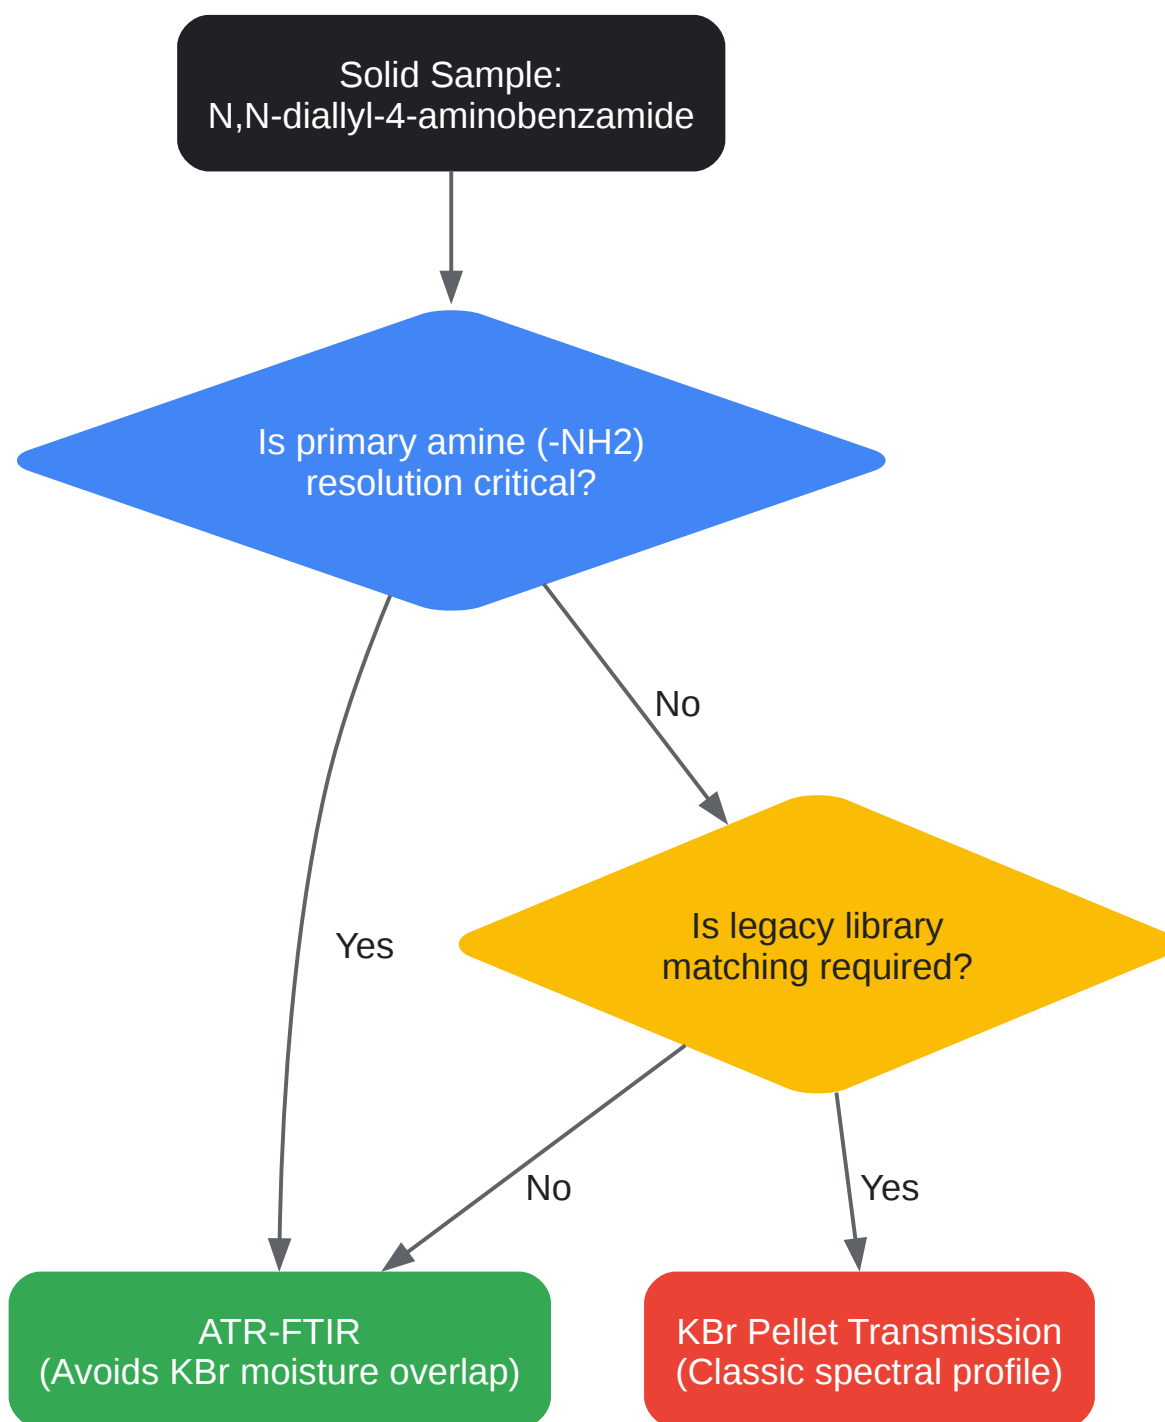 Solid Sample:
N,N-diallyl-4-aminobenzamide
Is primary amine (-NH2)
resolution critical?
No
Is legacy library
matching required?
Yes
No
Yes
ATR-FTIR
(Avoids KBr moisture overlap)
KBr Pellet Transmission
(Classic spectral profile)